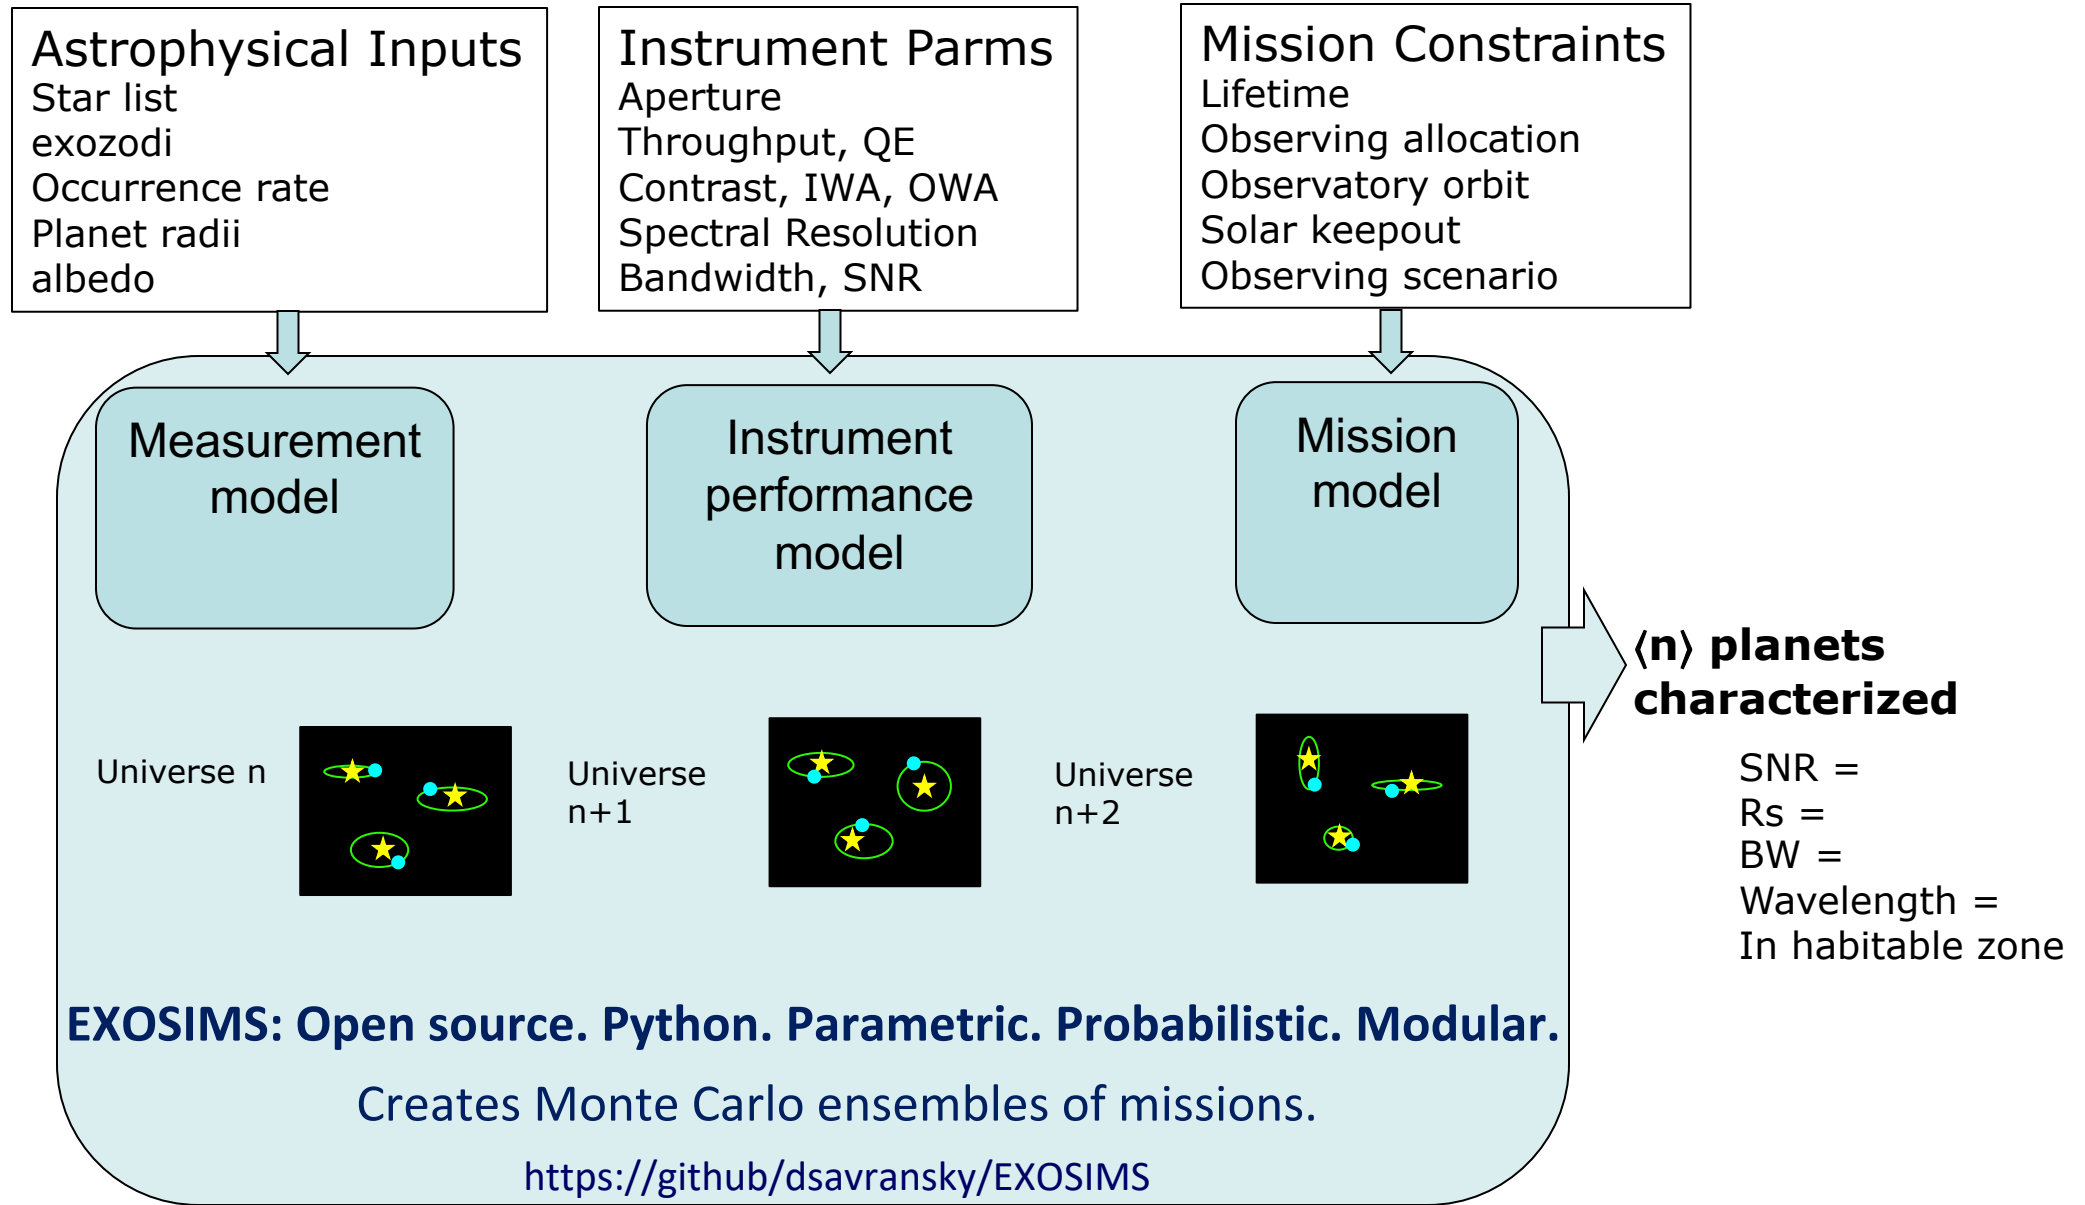 Astrophysical Inputs
Star list
exozodi
Occurrence rate
Planet radii
albedo
Instrument Parms
Aperture
Throughput, QE
Contrast, IWA, OWA
Spectral Resolution
Bandwidth, SNR
Mission Constraints
Lifetime
Observing allocation
Observatory orbit
Solar keepout
Observing scenario
Measurement
model
Instrument
performance
model
Mission
model
Universe n
Universe
n+1
Universe
n+2
⟨n⟩ planets
characterized
SNR =
Rs =
BW =
Wavelength =
In habitable zone
EXOSIMS: Open source. Python. Parametric. Probabilistic. Modular.
Creates Monte Carlo ensembles of missions.
https://github/dsavransky/EXOSIMS